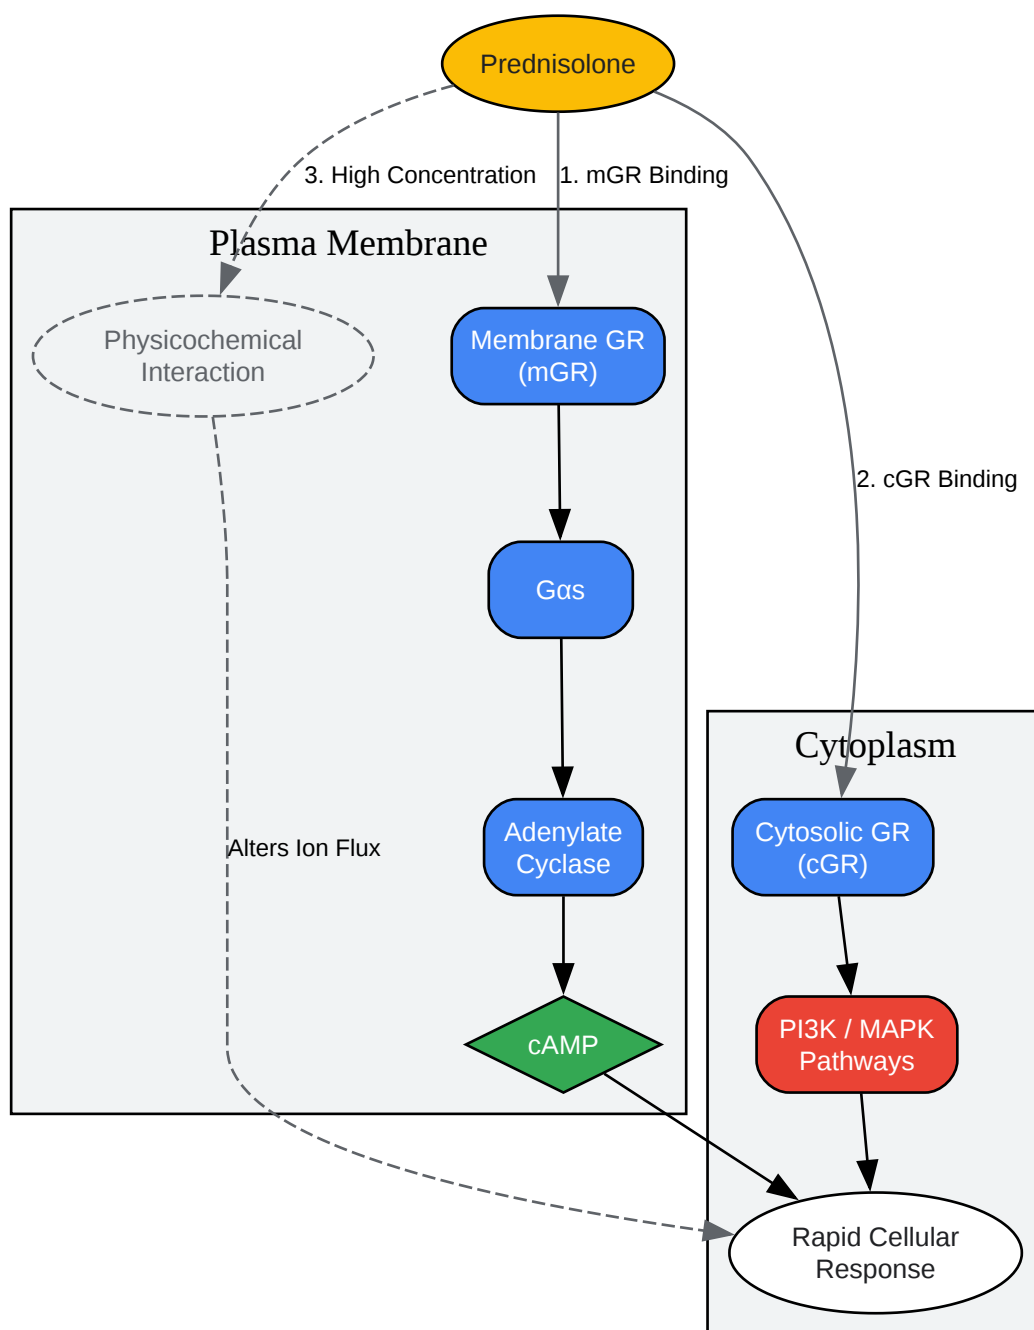 Prednisolone
3. High Concentration
1. mGR Binding
Plasma Membrane
Physicochemical
Interaction
Membrane GR
(mGR)
2. cGR Binding
Gαs
Cytoplasm
Adenylate
Cyclase
Cytosolic GR
(cGR)
Alters Ion Flux
cAMP
PI3K / MAPK
Pathways
Rapid Cellular
Response